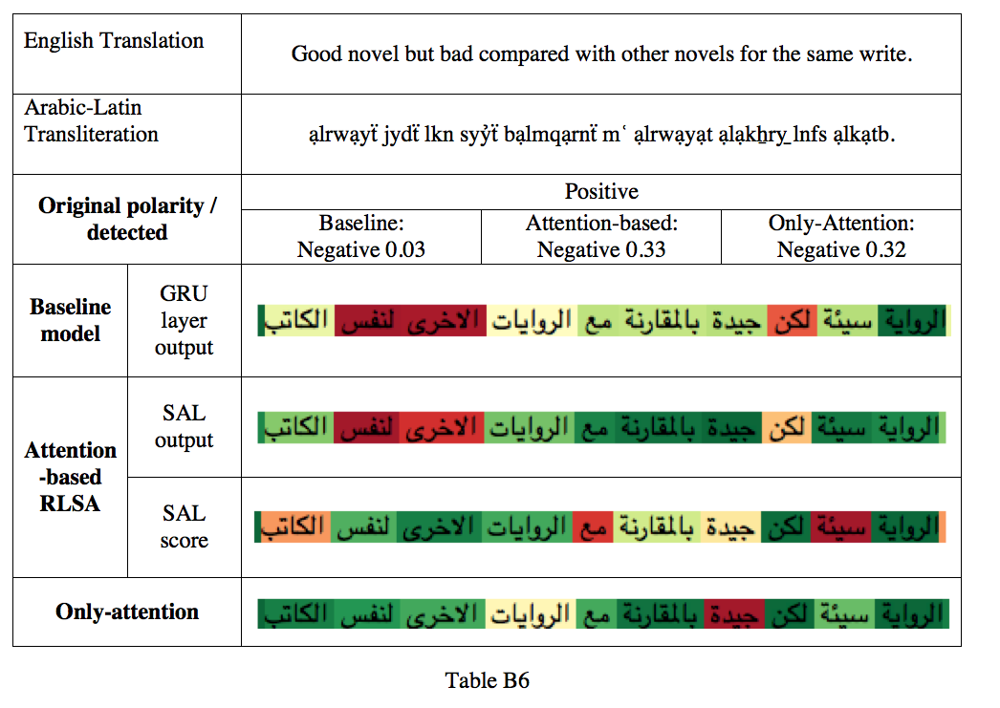 English Translation
Good novel but bad compared with other novels for the same write.
Arabic-Latin
Transliteration
ạlrwạyẗ jydẗ lkn syỷẗ bạlmqạrnẗ mʿ ạlrwạyạt ạlạkẖry ̱lnfs ạlkạtb.
Original polarity /
detected
Positive
Baseline:
Negative 0.03
Attention-based:
Negative 0.33
Only-Attention:
Negative 0.32
Baseline
model
GRU
layer
output
الرواية سيئة لكن جيدة بالمقارنة مع الروايات الاخرى لنفس الكاتب
Attention
-based
RLSA
SAL
output
الرواية سيئة لكن جيدة بالمقارنة مع الروايات الاخرى لنفس الكاتب
SAL
score
الرواية سيئة لكن جيدة بالمقارنة مع الروايات الاخرى لنفس الكاتب
Only-attention
الرواية سيئة لكن جيدة بالمقارنة مع الروايات الاخرى لنفس الكاتب
Table B6